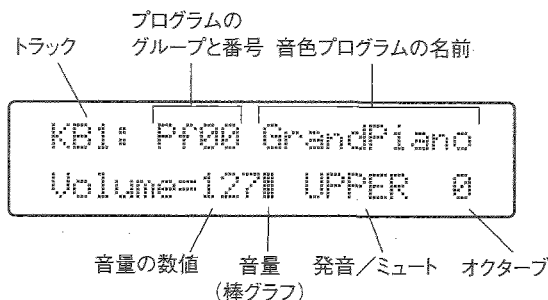 プログラムの
トラック グループと番号 音色プログラムの名前
KB1: Pf00 GrandPiano
Volume=127 UPPER 0
音量の数値 音量 発音／ミュート オクターブ
(棒グラフ)